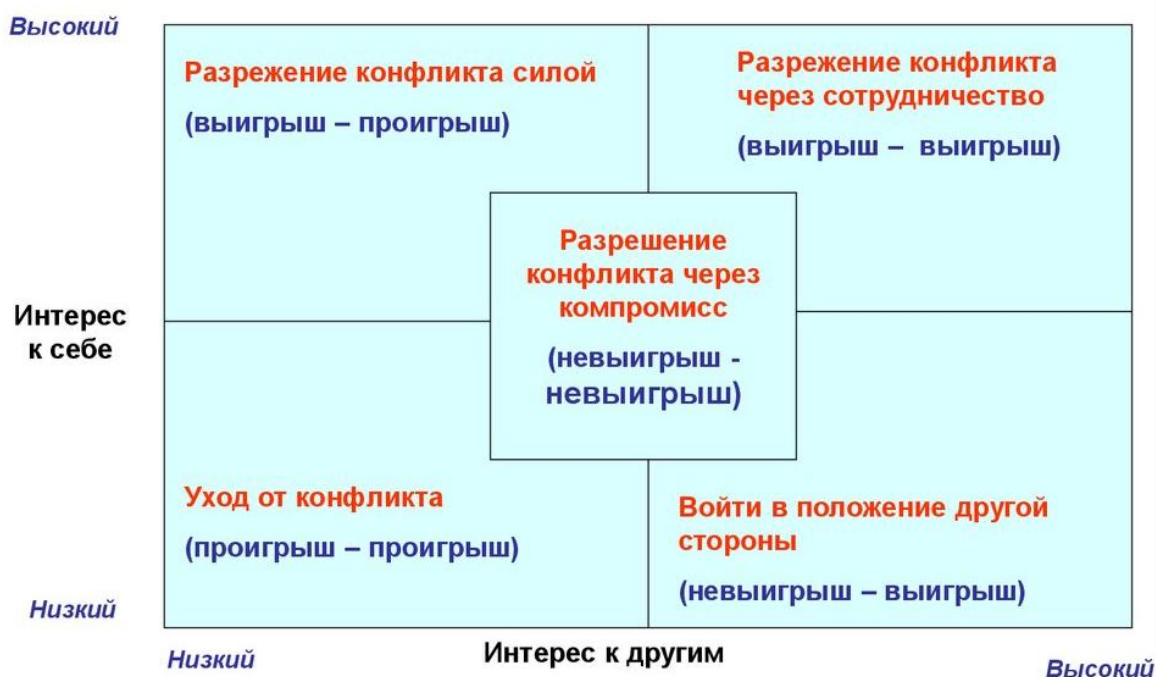 Высокий
Разрежение конфликта силой
(выигрыш – проигрыш)
Разрежение конфликта
через сотрудничество
(выигрыш – выигрыш)
Разрешение
конфликта через
компромисс
(невыигрыш -
невыигрыш)
Интерес
к себе
Уход от конфликта
(проигрыш – проигрыш)
Войти в положение другой
стороны
(невыигрыш – выигрыш)
Низкий
Низкий
Интерес к другим
Высокий